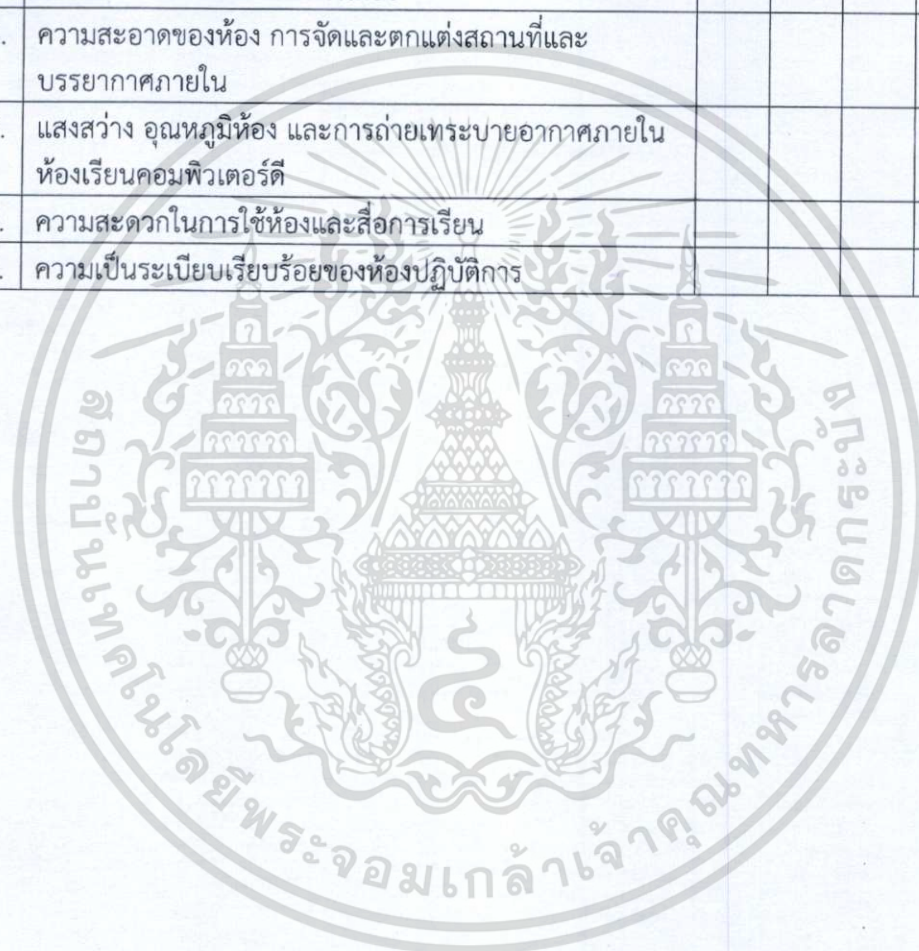 . ความสะอาดของห้อง การจัดและตกแต่งสถานที่และ
บรรยากาศภายใน
. แสงสว่าง อุณหภูมิห้อง และการถ่ายเทระบายอากาศภายใน
ห้องเรียนคอมพิวเตอร์ดี
. ความสะดวกในการใช้ห้องและสื่อการเรียน
. ความเป็นระเบียบเรียบร้อยของห้องปฏิบัติการ
๔
สถาบันเทคโนโลยีพระจอมเกล้าเจ้าคุณทหารลาดกระบัง